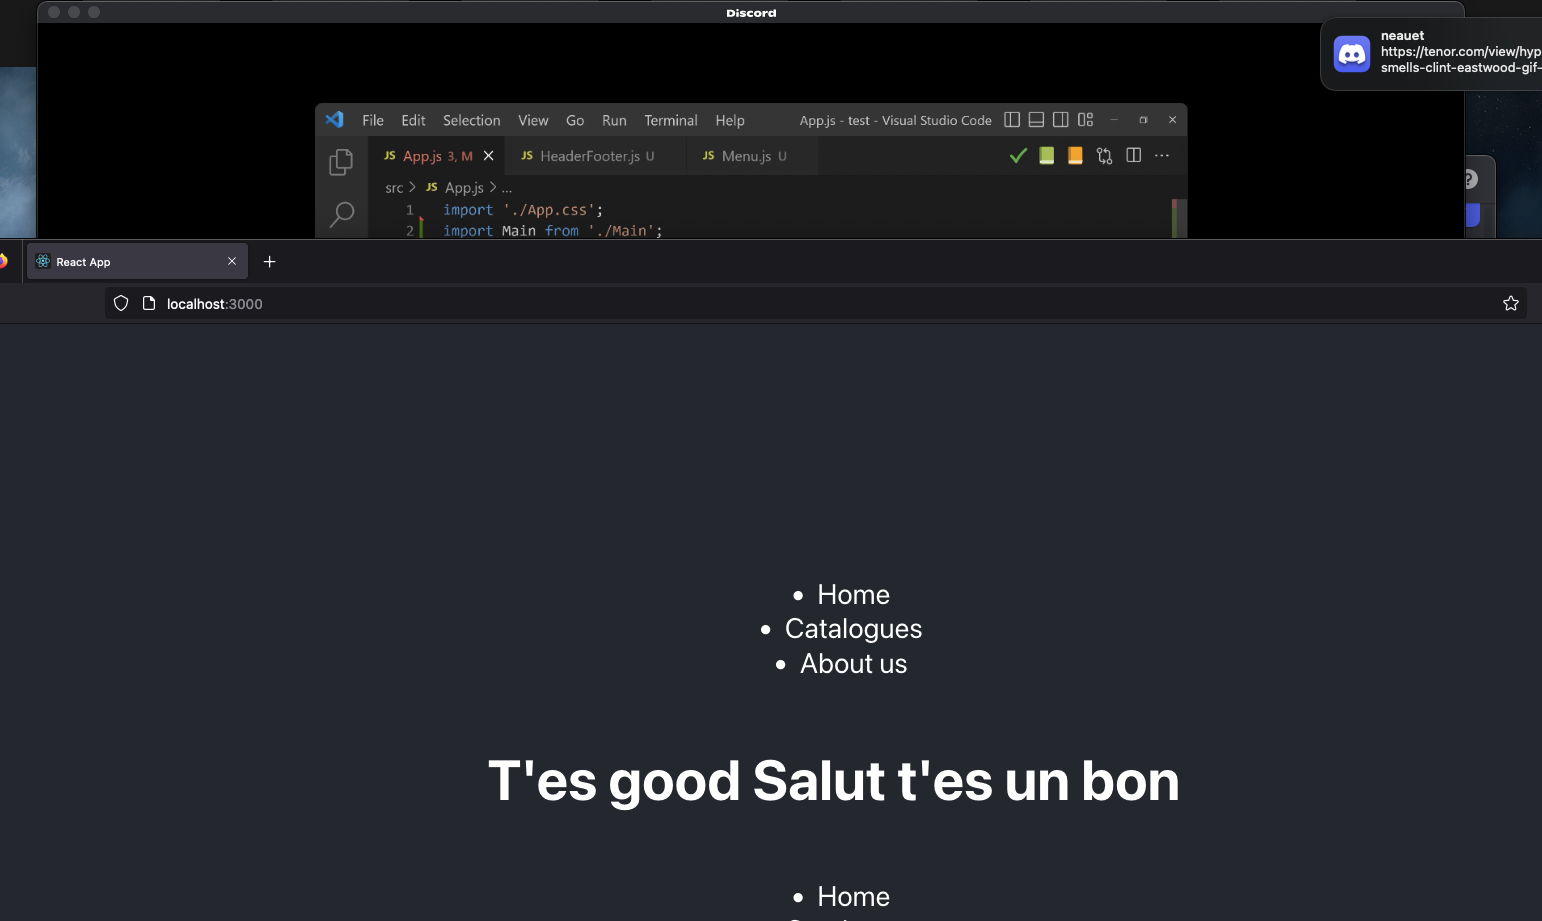 Discord
neauet
https://tenor.com/view/hyp
smells-clint-eastwood-gif-
File Edit Selection View Go Run Terminal Help App.js - test - Visual Studio Code
JS App.js 3, M JS HeaderFooter.js U JS Menu.js U
src > JS App.js > ...
1 import './App.css';
2 import Main from './Main';
React App
localhost:3000
• Home
• Catalogues
• About us
T'es good Salut t'es un bon
• Home